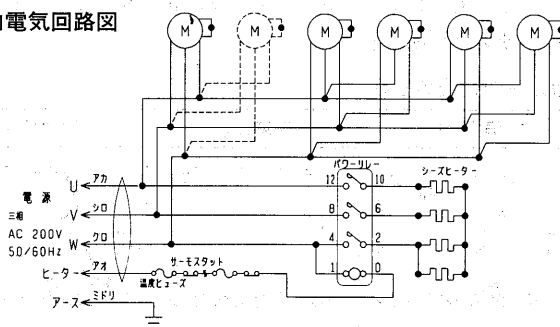 電気回路図
M M M M M M
パワーリレー
シーズヒーター
12 10
8 6
4 2
1 0
電源
三相
AC 200V
50/60Hz
U アカ
V シロ
W クロ
ヒーター アオ
アース ミドリ
サーモスタット
温度ヒューズ